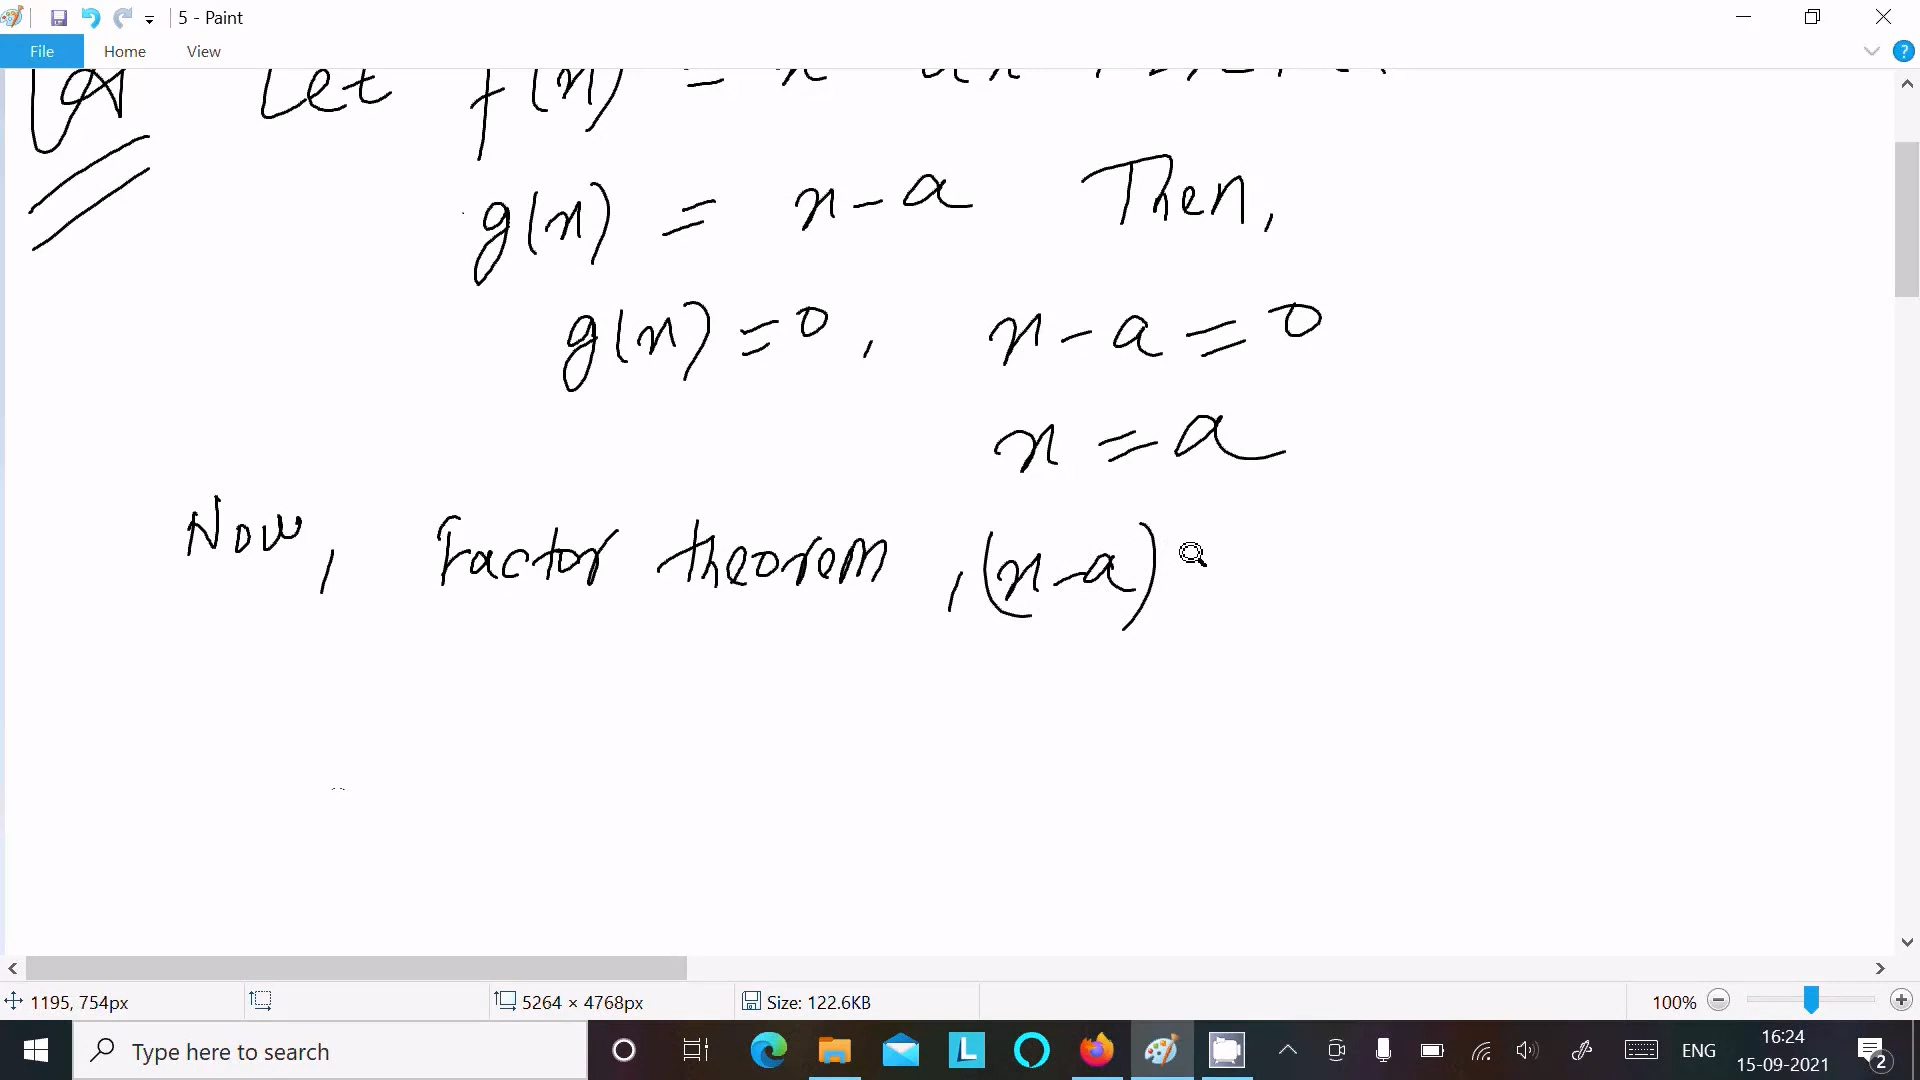 5 - Paint
File Home View
Let f(x) =
g(x) = x-a Then,
g(x)=0, x-a=0
x=a
Now, Factor theorem, (x-a)
1195, 754px 5264 × 4768px Size: 122.6KB 100%
Type here to search ENG 16:24
15-09-2021 2